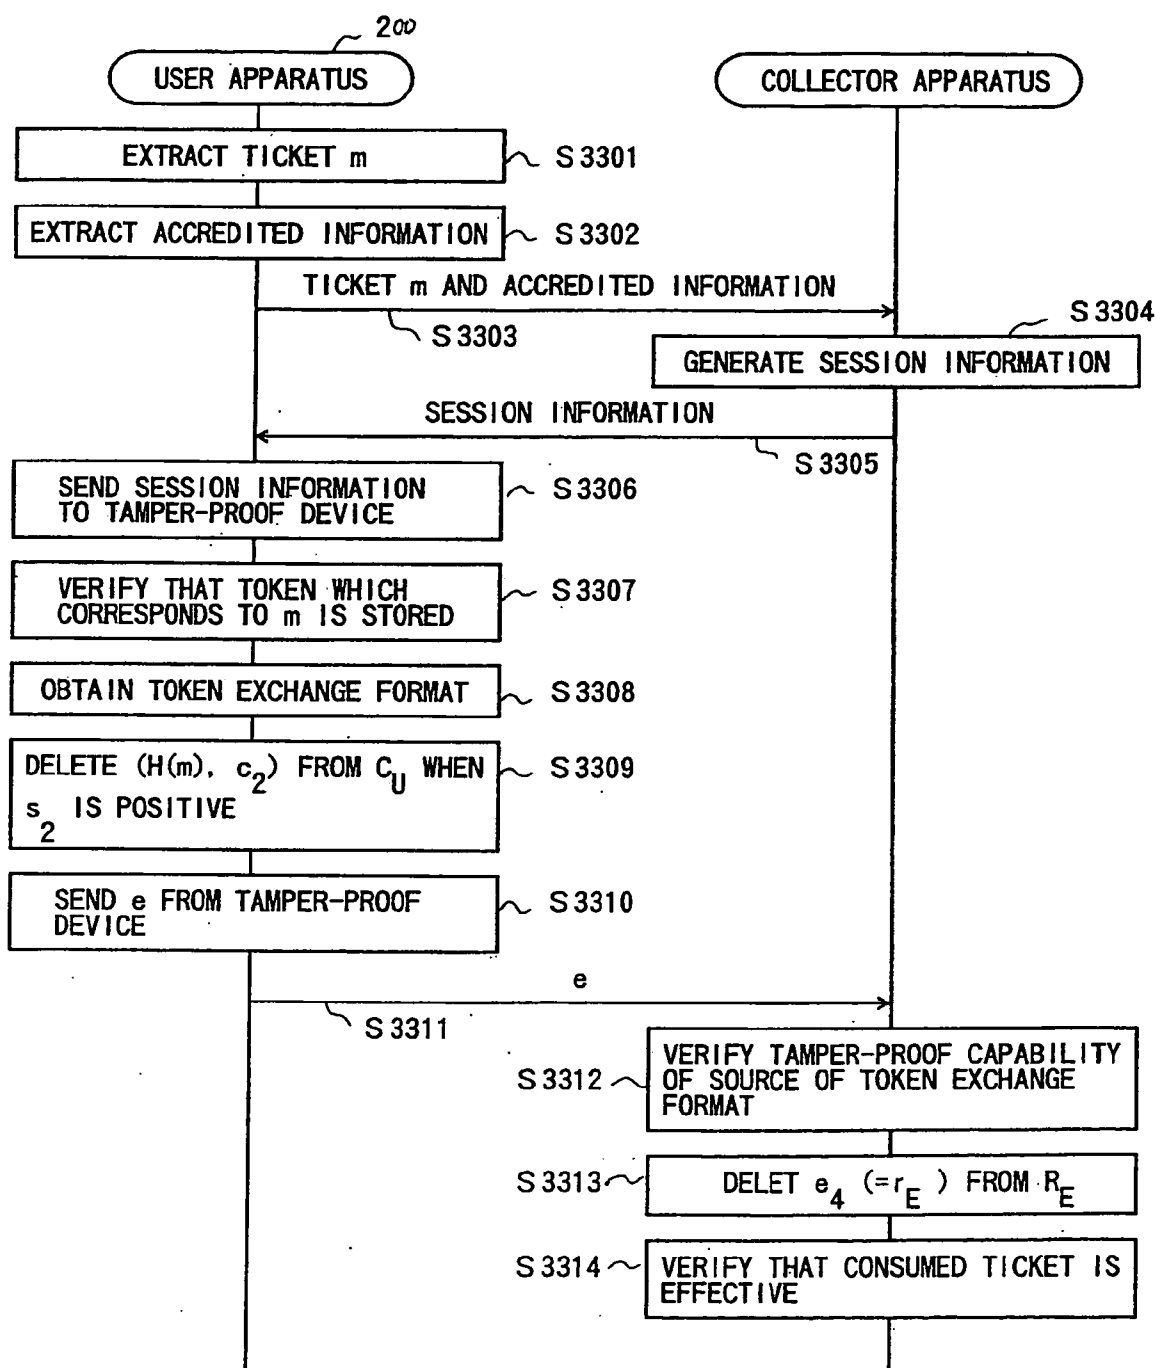 200
USER APPARATUS
COLLECTOR APPARATUS
EXTRACT TICKET m
S3301
EXTRACT ACCREDITED INFORMATION
S3302
TICKET m AND ACCREDITED INFORMATION
S3303
S3304
GENERATE SESSION INFORMATION
SESSION INFORMATION
S3305
SEND SESSION INFORMATION
TO TAMPER-PROOF DEVICE
S3306
VERIFY THAT TOKEN WHICH
CORRESPONDS TO m IS STORED
S3307
OBTAIN TOKEN EXCHANGE FORMAT
S3308
DELETE (H(m), c₂) FROM C_U WHEN
s₂ IS POSITIVE
S3309
SEND e FROM TAMPER-PROOF
DEVICE
S3310
e
S3311
S3312
VERIFY TAMPER-PROOF CAPABILITY
OF SOURCE OF TOKEN EXCHANGE
FORMAT
S3313
DELET e₄ (=r_E ) FROM R_E
S3314
VERIFY THAT CONSUMED TICKET IS
EFFECTIVE